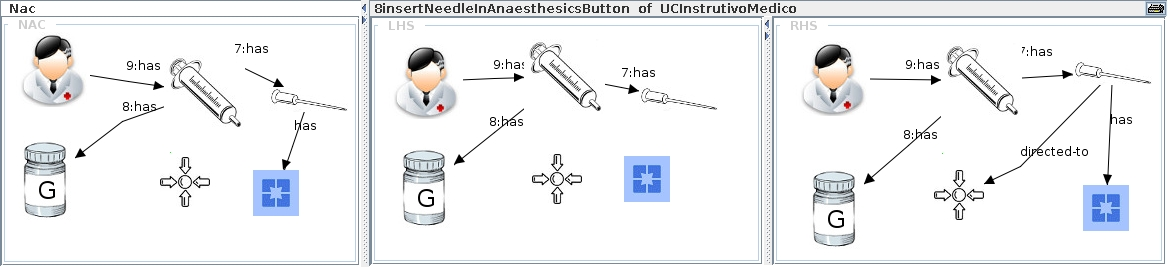 Nac
8insertNeedleInAnaesthesicsButton of UCInstrutivoMedico
NAC
7:has
9:has
8:has
has
G
LHS
9:has
7:has
8:has
G
RHS
7:has
9:has
8:has
has
directed-to
G